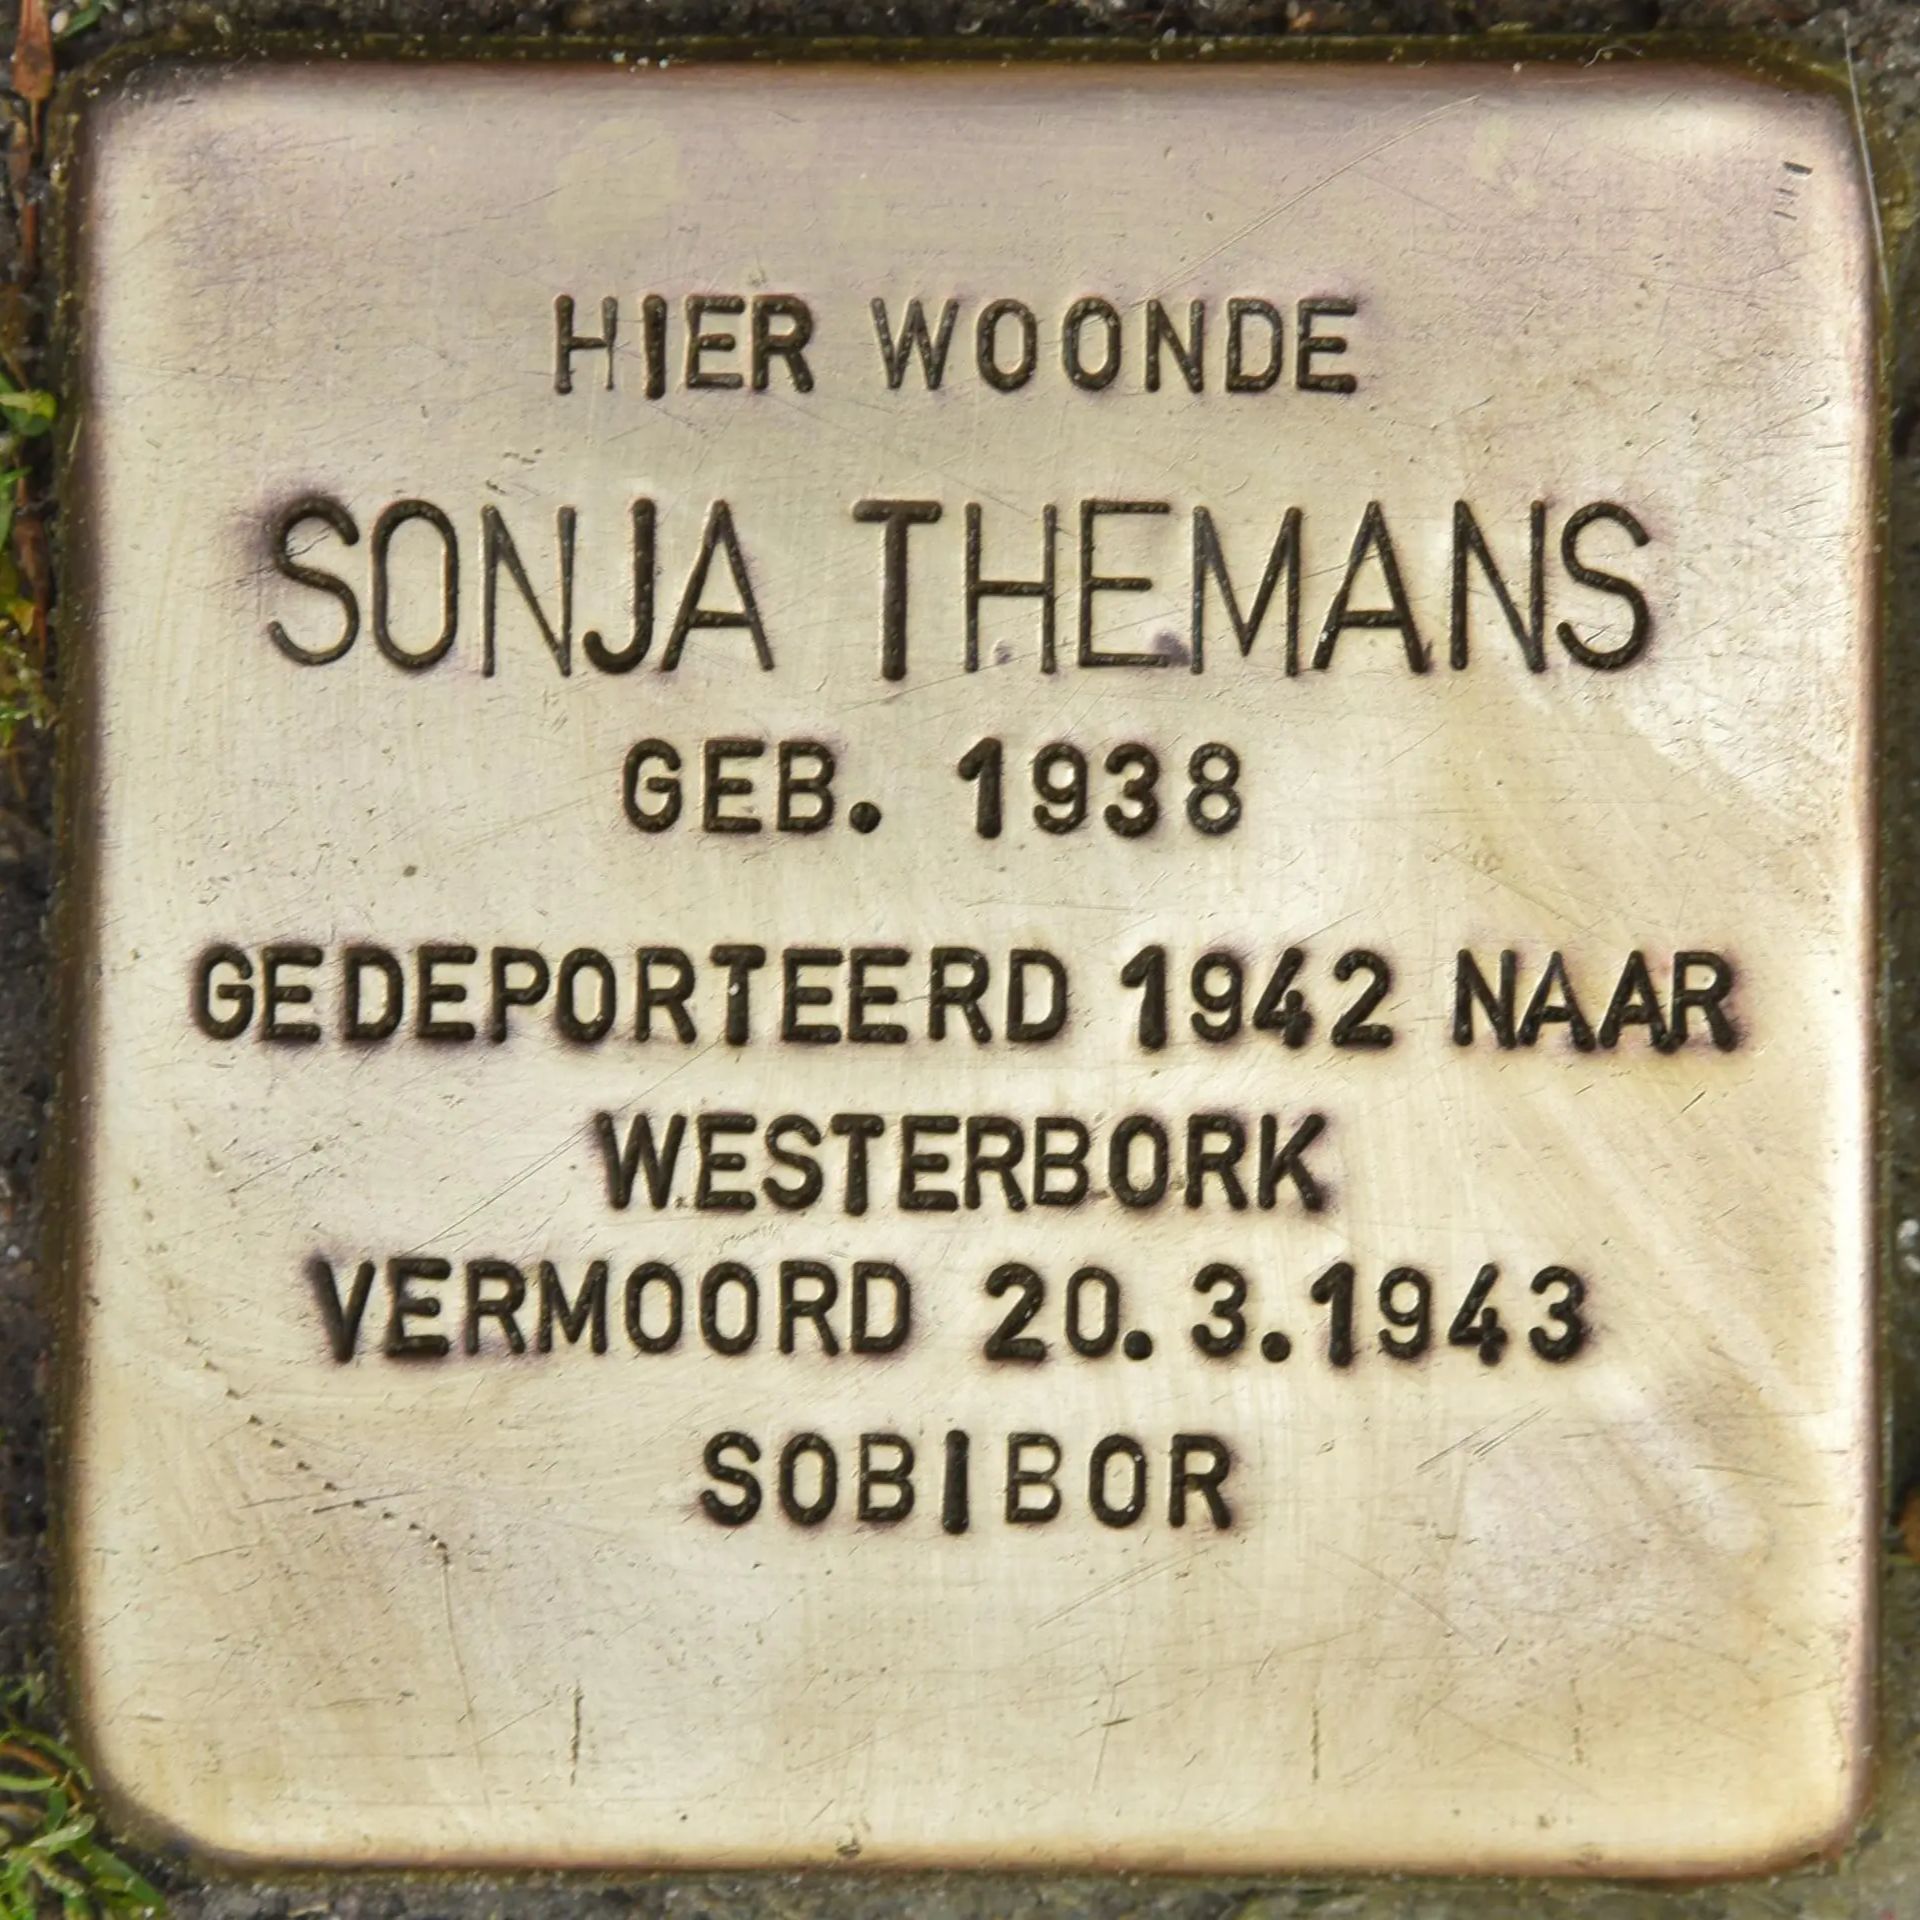 HIER WOONDE
SONJA THEMANS
GEB. 1938
GEDEPORTEERD 1942 NAAR
WESTERBORK
VERMOORD 20.3.1943
SOBIBOR